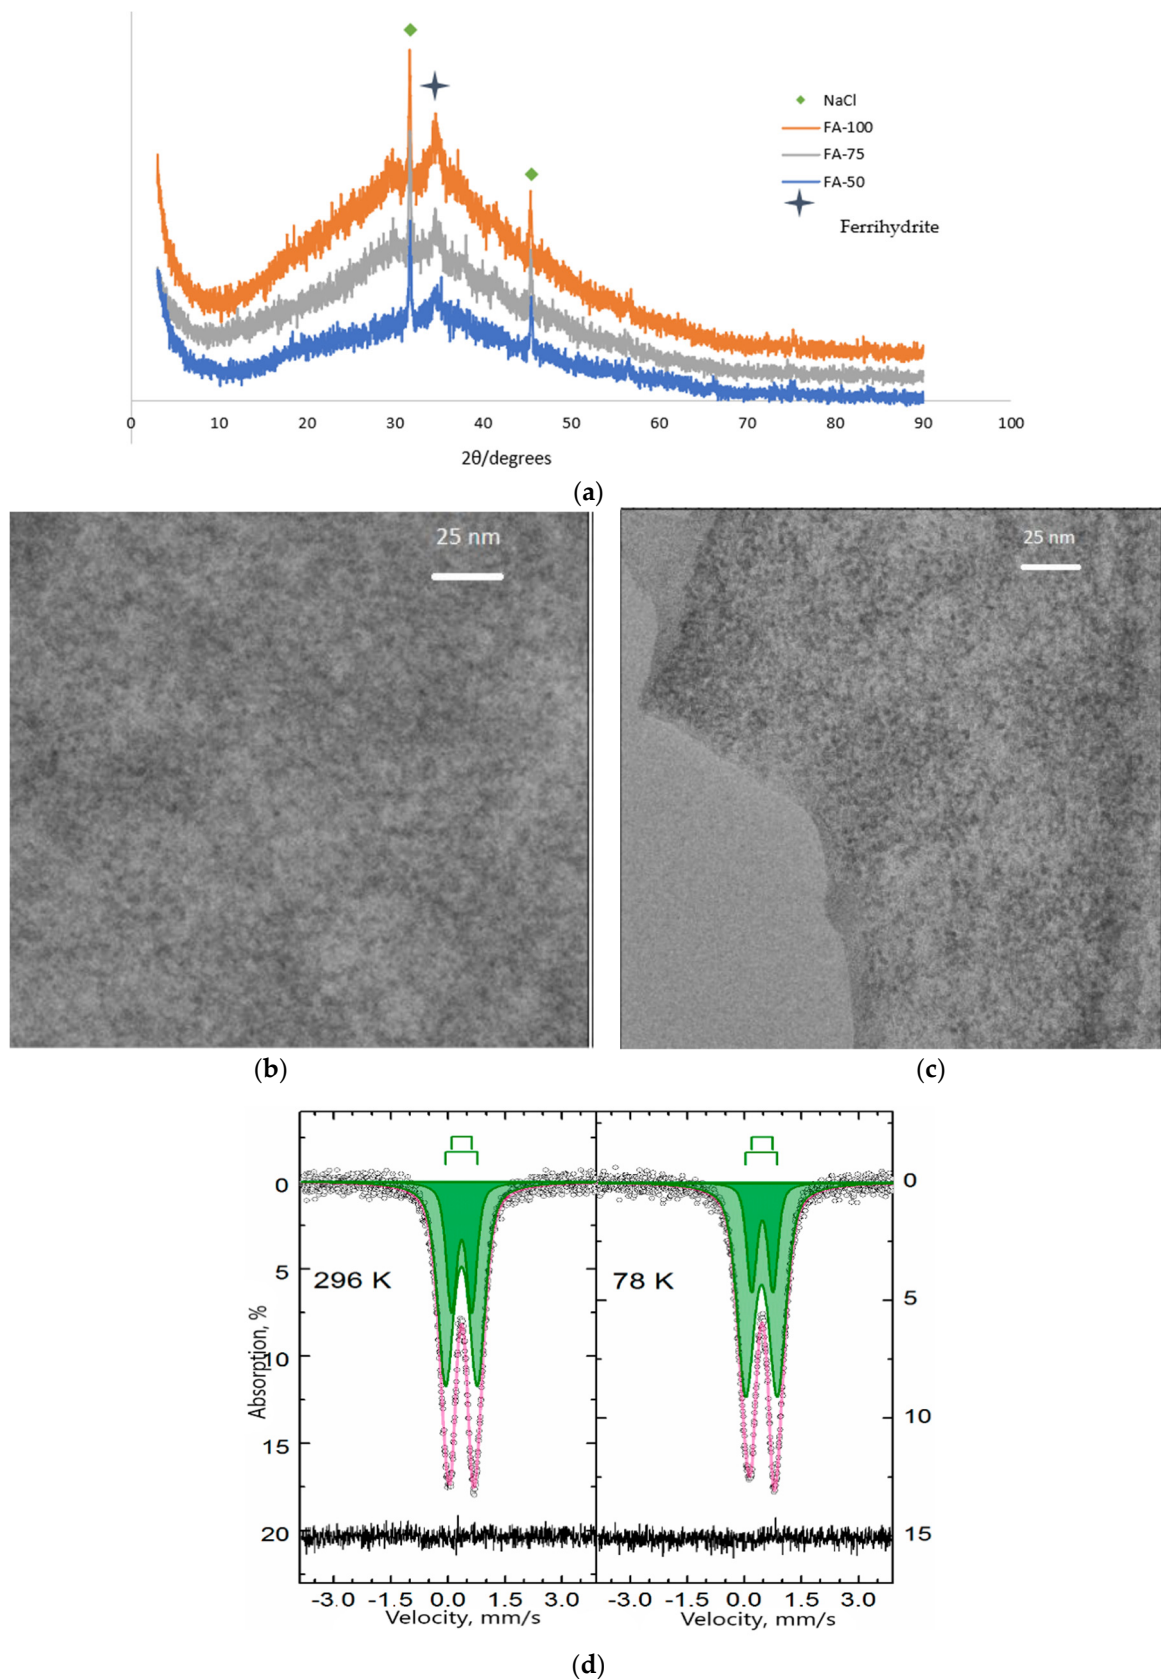 NaCl
FA-100
FA-75
FA-50
Ferrihydrite
0 10 20 30 40 50 60 70 80 90 100
2θ/degrees
(a)
25 nm
25 nm
(b)
(c)
0
5
10
15
20
Absorption, %
296 K
78 K
0
5
10
15
-3.0 -1.5 0.0 1.5 -3.0 -1.5 0.0 1.5 3.0
Velocity, mm/s
Velocity, mm/s
(d)